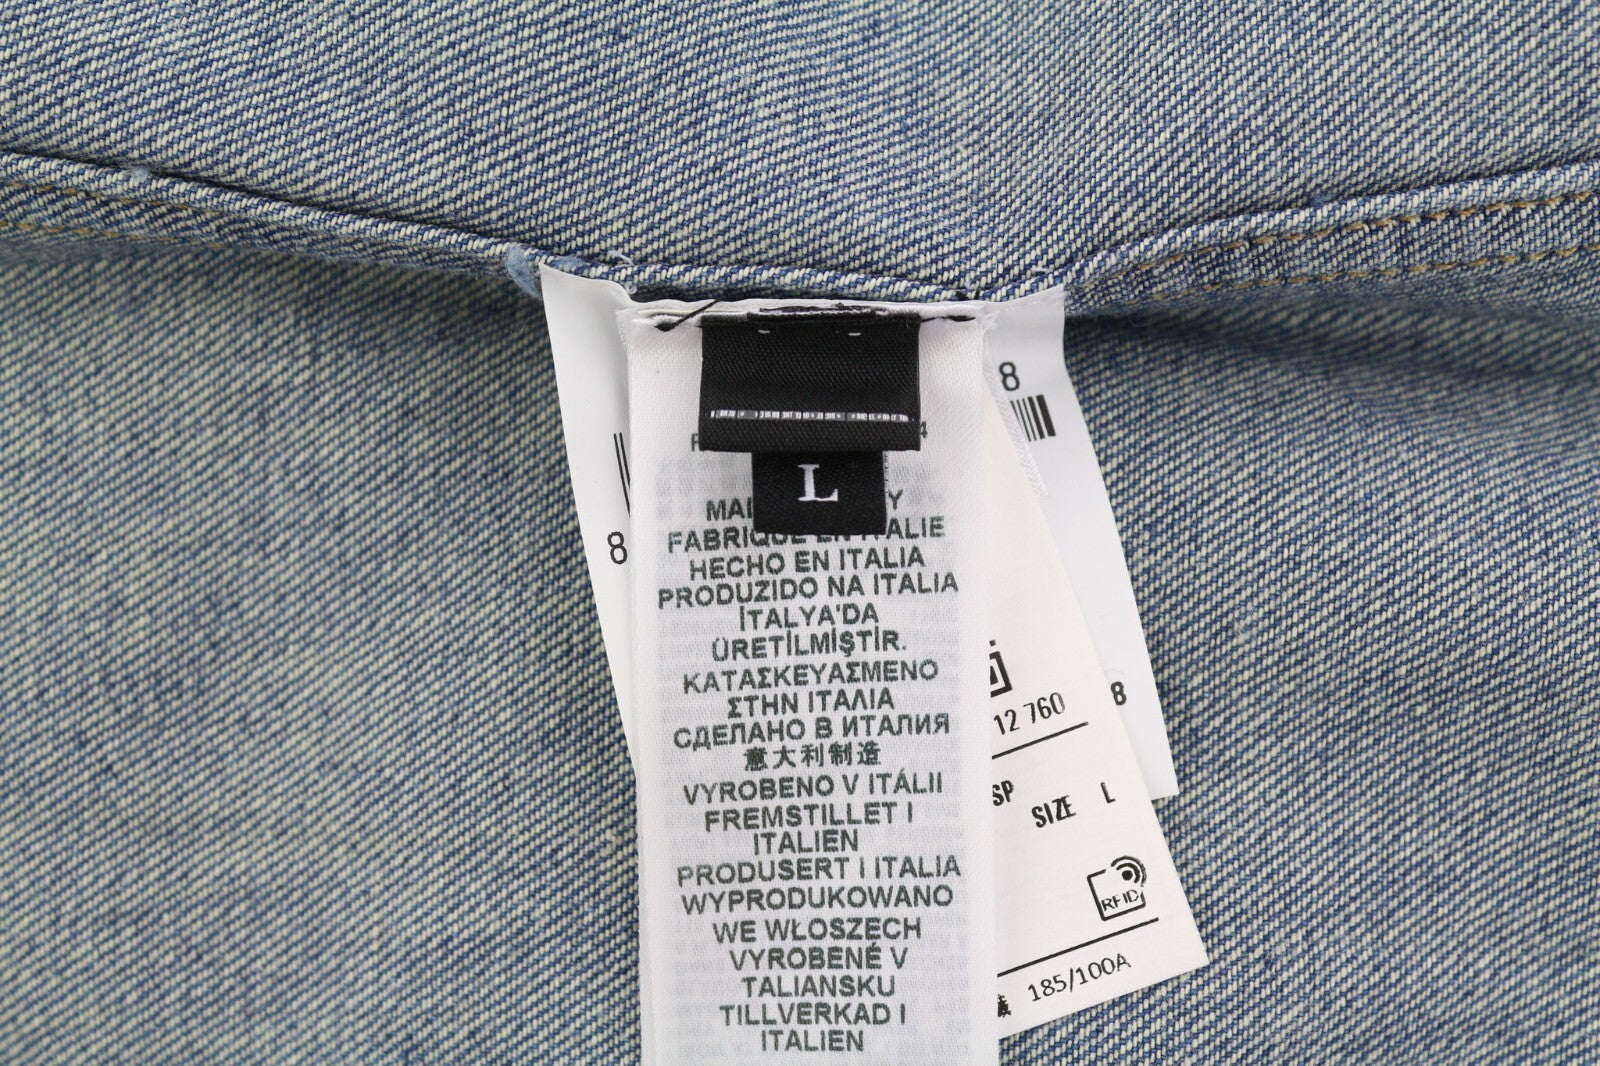 8
L
FABRIQUE EN ITALIE
HECHO EN ITALIA
PRODUZIDO NA ITALIA
İTALYA'DA
ÜRETİLMİŞTİR.
ΚΑΤΑΣΚΕΥΑΣΜΕΝΟ
ΣΤΗΝ ΙΤΑΛΙΑ
СДЕЛАНО В ИТАЛИЯ
意大利制造
VYROBENO V ITÁLII
FREMSTILLET I
ITALIEN
PRODUSERT I ITALIA
WYPRODUKOWANO
WE WŁOSZECH
VYROBENÉ V
TALIANSKU
TILLVERKAD I
ITALIEN
8
8
12 760
SP
SIZE L
RFID
185/100A